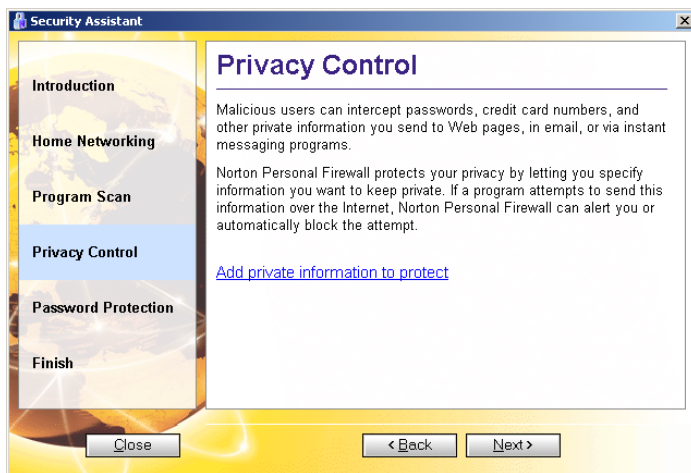 Security Assistant
Introduction
Home Networking
Program Scan
Privacy Control
Password Protection
Finish
Privacy Control
Malicious users can intercept passwords, credit card numbers, and
other private information you send to Web pages, in email, or via instant
messaging programs.
Norton Personal Firewall protects your privacy by letting you specify
information you want to keep private. If a program attempts to send this
information over the Internet, Norton Personal Firewall can alert you or
automatically block the attempt.
Add private information to protect
Close
< Back
Next >